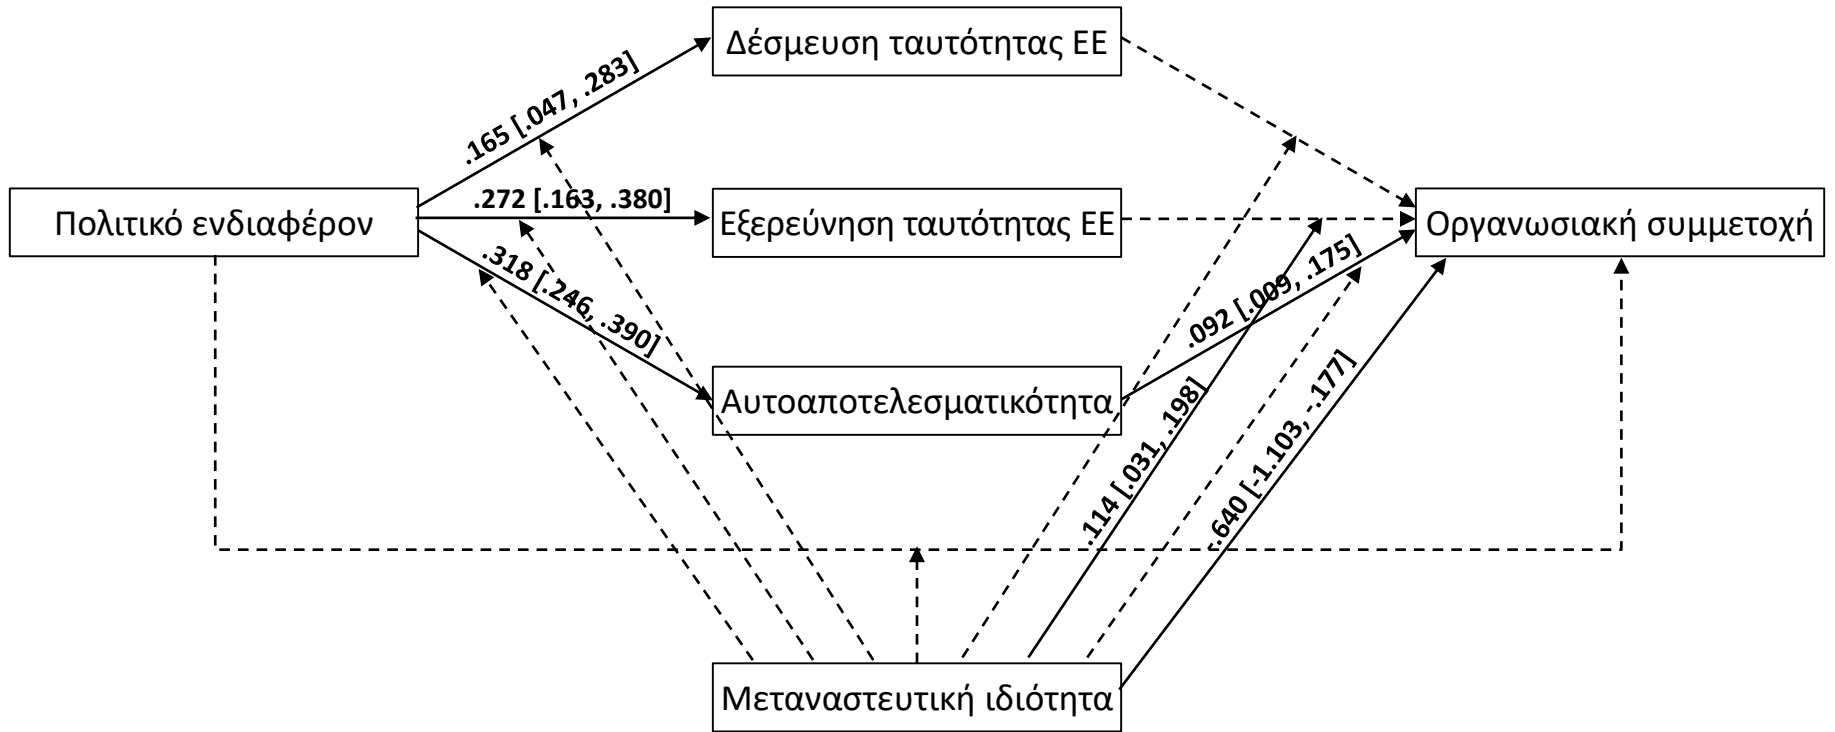 Δέσμευση ταυτότητας ΕΕ
.165 [.047, .283]
Πολιτικό ενδιαφέρον
.272 [.163, .380]
Εξερεύνηση ταυτότητας ΕΕ
Οργανωσιακή συμμετοχή
.318 [.246, .390]
.092 [.009, .175]
Αυτοαποτελεσματικότητα
.114 [.031, .198]
-.640 [-1.103, -.177]
Μεταναστευτική ιδιότητα